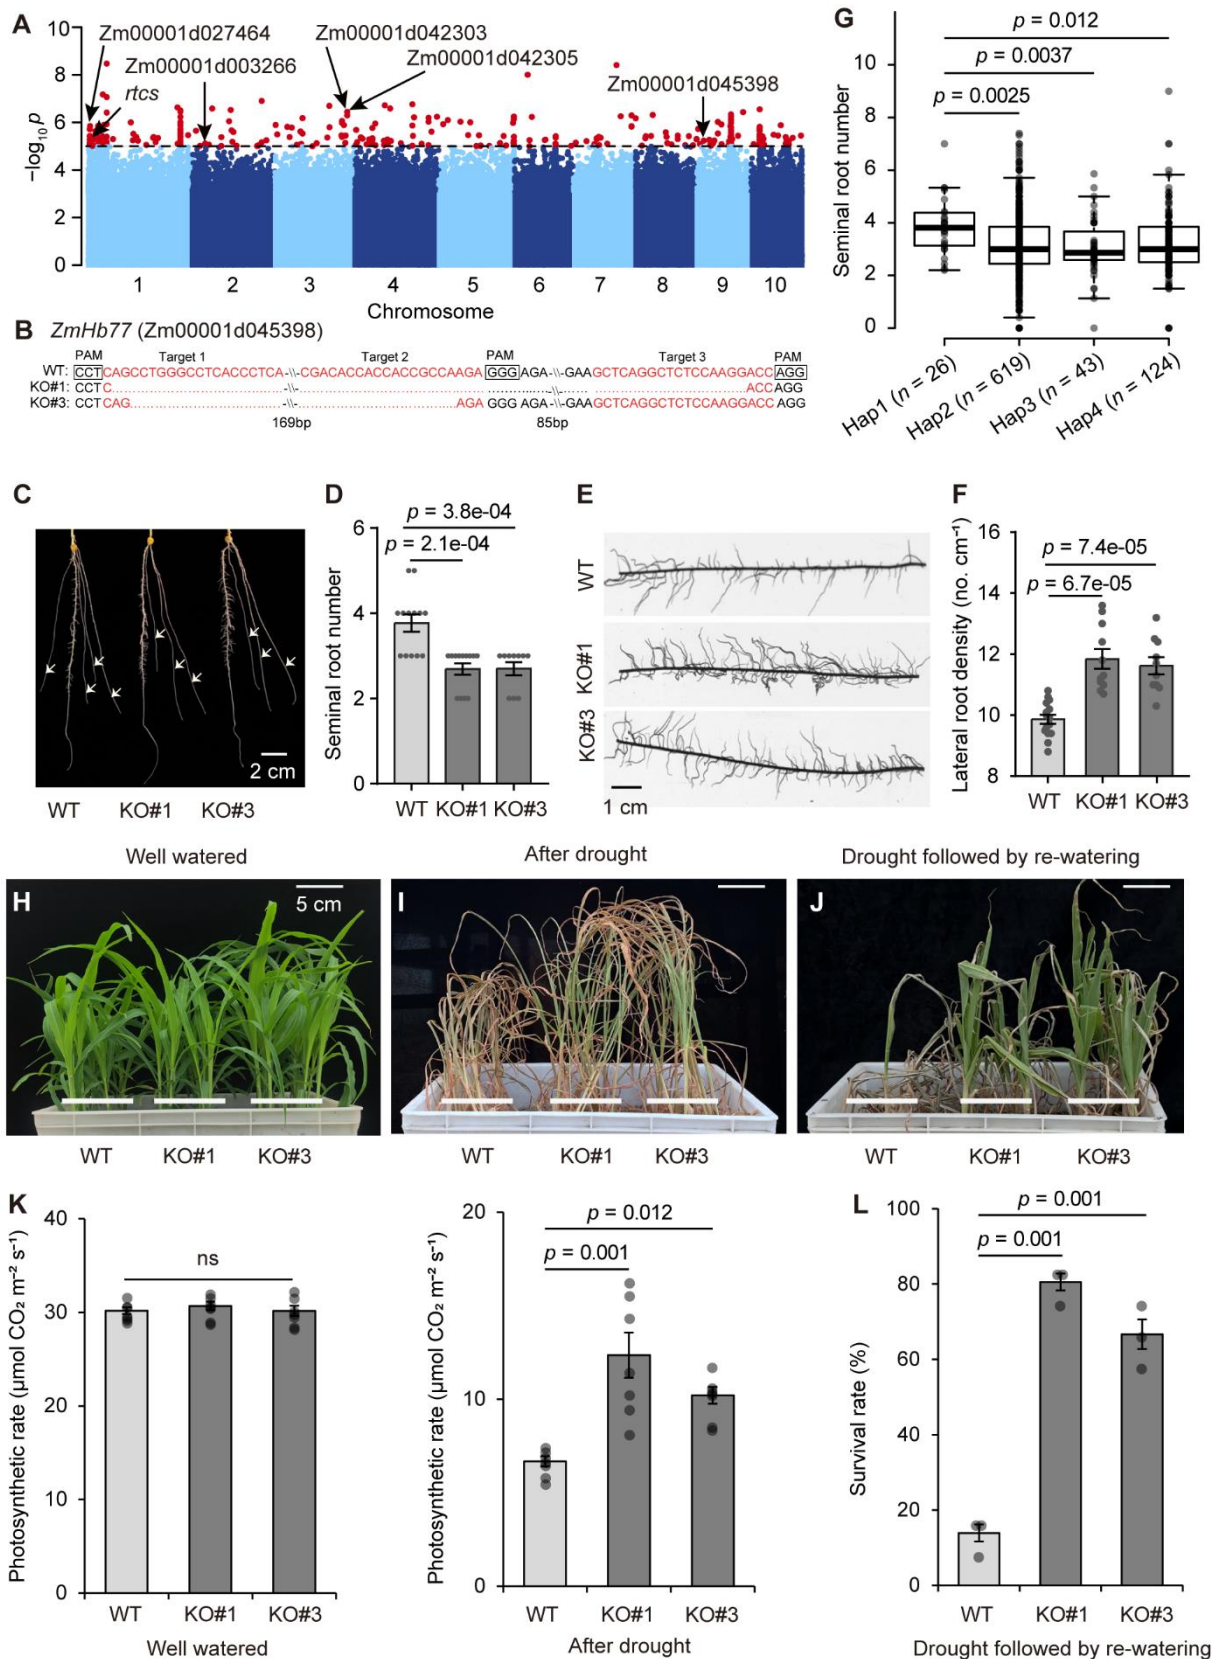 A
10
8
6
4
2
0
−log₁₀p
Zm00001d027464
Zm00001d003266
rtcs
Zm00001d042303
Zm00001d042305
Zm00001d045398
1 2 3 4 5 6 7 8 9 10
Chromosome
B ZmHb77 (Zm00001d045398)
PAM Target 1 Target 2 PAM Target 3 PAM
WT: CCTCAGCCTGGGCCTCACCCTCA-\\-CGACACCACCACCGCCAAGA GGG AGA-\\-GAAGCTCAGGCTCTCCAAGGACC AGG
KO#1: CCT C......-\\-......-\\-......ACC AGG
KO#3: CCT CAG......-\\-......AGA GGG AGA-\\-GAAGCTCAGGCTCTCCAAGGACC AGG
169bp 85bp
G
p = 0.012
p = 0.0037
p = 0.0025
Seminal root number
10
8
6
4
2
0
Hap1 (n = 26)
Hap2 (n = 619)
Hap3 (n = 43)
Hap4 (n = 124)
C
2 cm
WT KO#1 KO#3
D
p = 3.8e-04
p = 2.1e-04
Seminal root number
6
4
2
0
WT KO#1 KO#3
E
WT
KO#1
KO#3
1 cm
F
p = 7.4e-05
p = 6.7e-05
Lateral root density (no. cm⁻¹)
16
14
12
10
8
WT KO#1 KO#3
Well watered
H
5 cm
WT KO#1 KO#3
After drought
I
WT KO#1 KO#3
Drought followed by re-watering
J
WT KO#1 KO#3
K
Photosynthetic rate (μmol CO₂ m⁻² s⁻¹)
40
30
20
10
0
ns
WT KO#1 KO#3
Well watered
Photosynthetic rate (μmol CO₂ m⁻² s⁻¹)
20
10
0
p = 0.012
p = 0.001
WT KO#1 KO#3
After drought
L
Survival rate (%)
100
80
60
40
20
0
p = 0.001
p = 0.001
WT KO#1 KO#3
Drought followed by re-watering